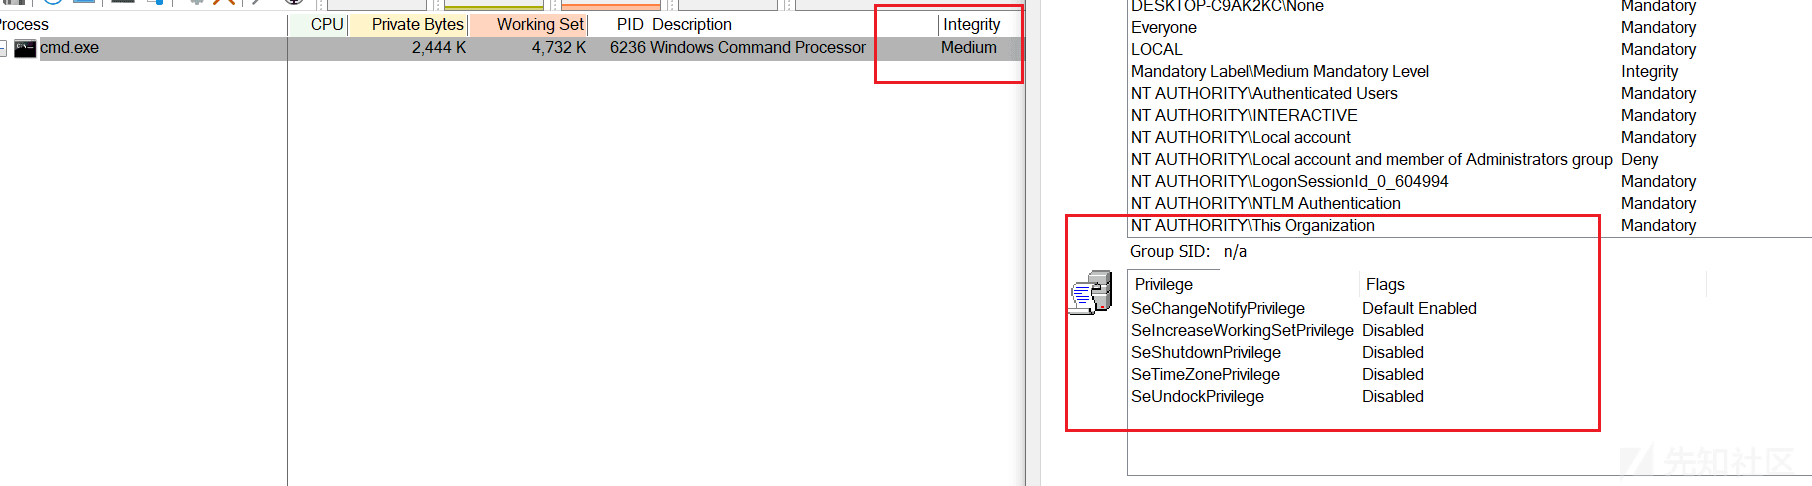 Process CPU Private Bytes Working Set PID Description Integrity
cmd.exe 2,444 K 4,732 K 6236 Windows Command Processor Medium
DESKTOP-C9AK2KC\None Mandatory
Everyone Mandatory
LOCAL Mandatory
Mandatory Label\Medium Mandatory Level Integrity
NT AUTHORITY\Authenticated Users Mandatory
NT AUTHORITY\INTERACTIVE Mandatory
NT AUTHORITY\Local account Mandatory
NT AUTHORITY\Local account and member of Administrators group Deny
NT AUTHORITY\LogonSessionId_0_604994 Mandatory
NT AUTHORITY\NTLM Authentication Mandatory
NT AUTHORITY\This Organization Mandatory
Group SID: n/a
Privilege Flags
SeChangeNotifyPrivilege Default Enabled
SeIncreaseWorkingSetPrivilege Disabled
SeShutdownPrivilege Disabled
SeTimeZonePrivilege Disabled
SeUndockPrivilege Disabled
先知社区